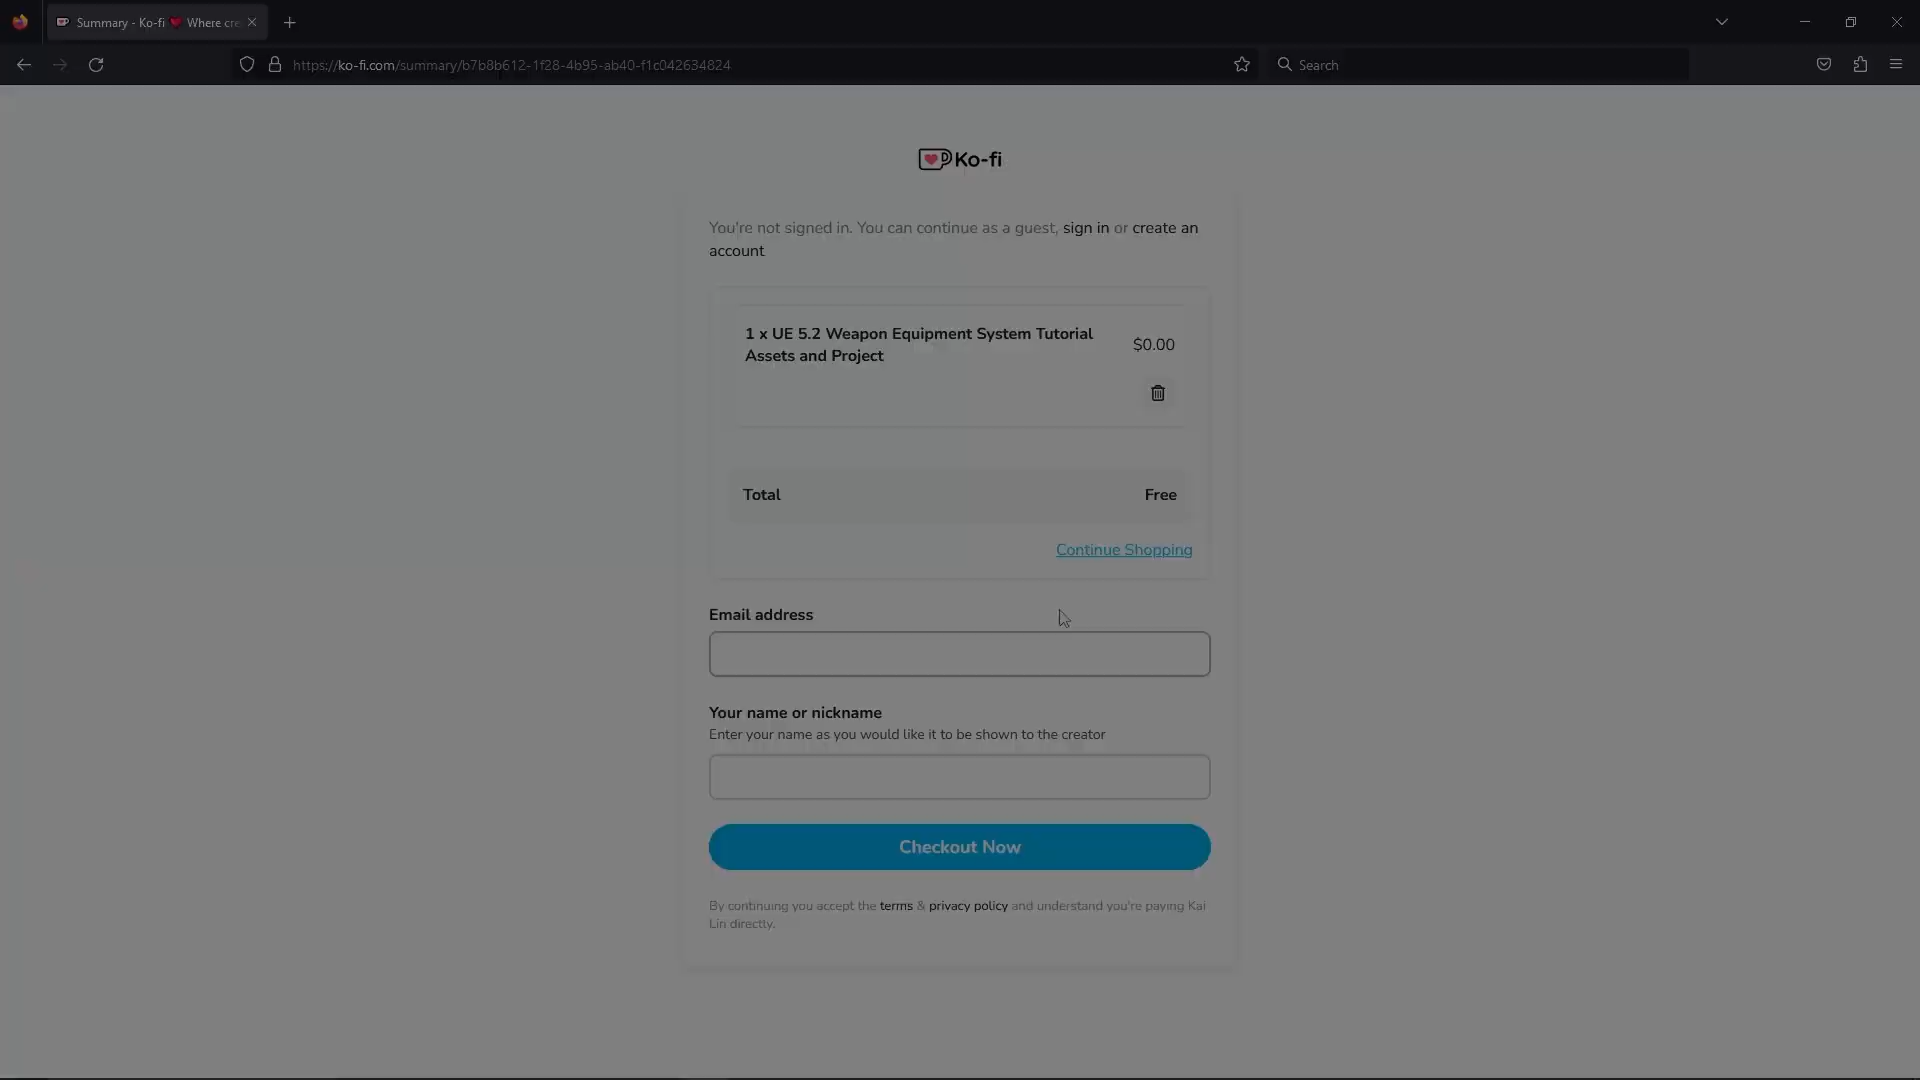 Summary - Ko-fi ❤️ Where cre
https://ko-fi.com/summary/b7b8b612-1f28-4b95-ab40-f1c042634824
Search
Ko-fi
You're not signed in. You can continue as a guest, sign in or create an
account
1 x UE 5.2 Weapon Equipment System Tutorial
Assets and Project
$0.00
Total
Free
Continue Shopping
Email address
Your name or nickname
Enter your name as you would like it to be shown to the creator
Checkout Now
By continuing you accept the terms & privacy policy and understand you're paying Kai
Lin directly.